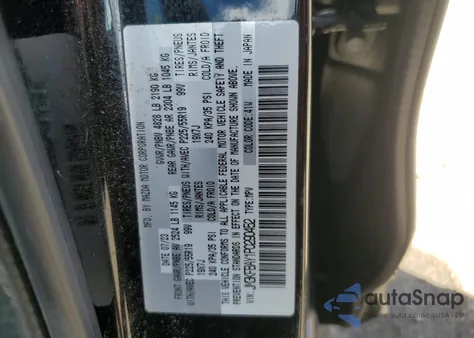 MFD. BY MAZDA MOTOR CORPORATION
DATE 07/23 GVWR/PNBV 4828 LB 2190 KG
FRONT GAWR/PNBE AV 2524 LB 1145 KG REAR GAWR/PNBE AR 2304 LB 1045 KG
WITH/AVEC P225/55R19 99V TIRES/PNEUS WITH/AVEC P225/55R19 99V TIRES/PNEUS
19X7J RIMS/JANTES 19X7J RIMS/JANTES
240 KPA/35 PSI COLD/A FROID 240 KPA/35 PSI COLD/A FROID
THIS VEHICLE CONFORMS TO ALL APPLICABLE FEDERAL MOTOR VEHICLE SAFETY AND
THEFT PREVENTION STANDARDS IN EFFECT ON THE DATE OF MANUFACTURE SHOWN ABOVE.
TYPE:MPV 41W MADE IN JAPAN
autoSnap